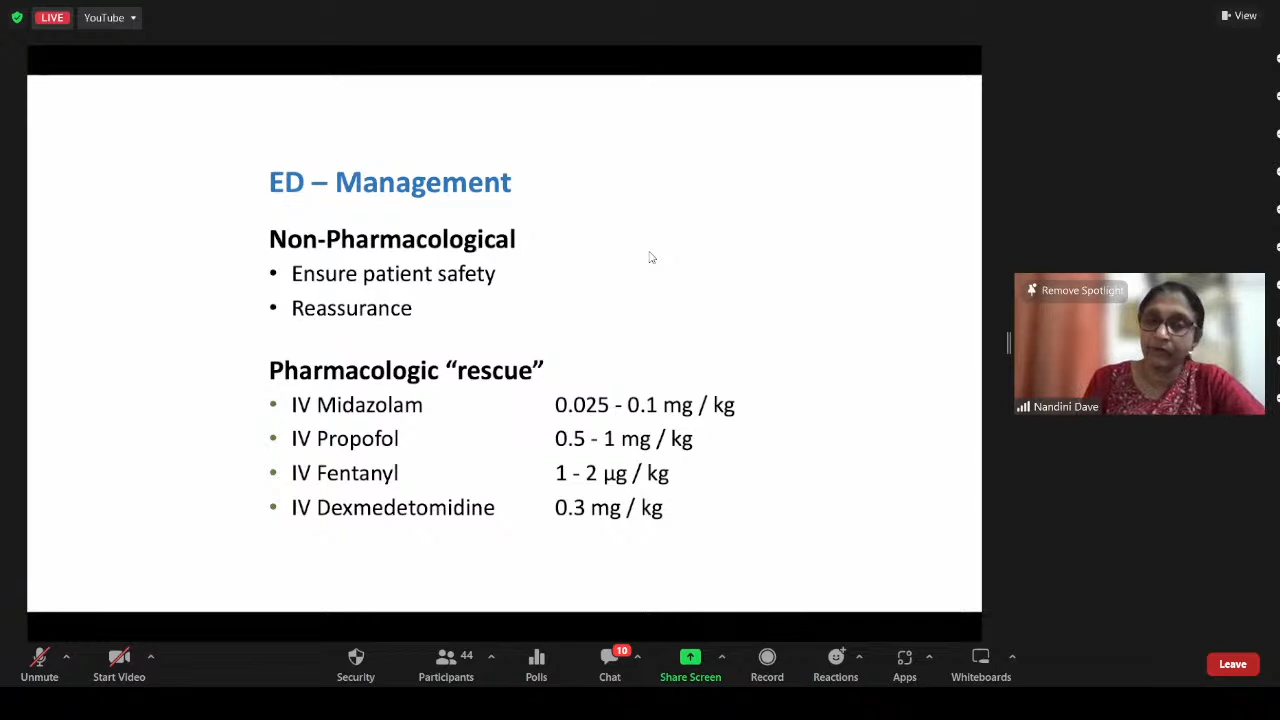 LIVE
YouTube
View
ED – Management
Non-Pharmacological
• Ensure patient safety
• Reassurance
Pharmacologic “rescue”
• IV Midazolam 0.025 - 0.1 mg / kg
• IV Propofol 0.5 - 1 mg / kg
• IV Fentanyl 1 - 2 µg / kg
• IV Dexmedetomidine 0.3 mg / kg
Remove Spotlight
Nandini Dave
Unmute
Start Video
Security
44
Participants
Polls
10
Chat
Share Screen
Record
Reactions
Apps
Whiteboards
Leave